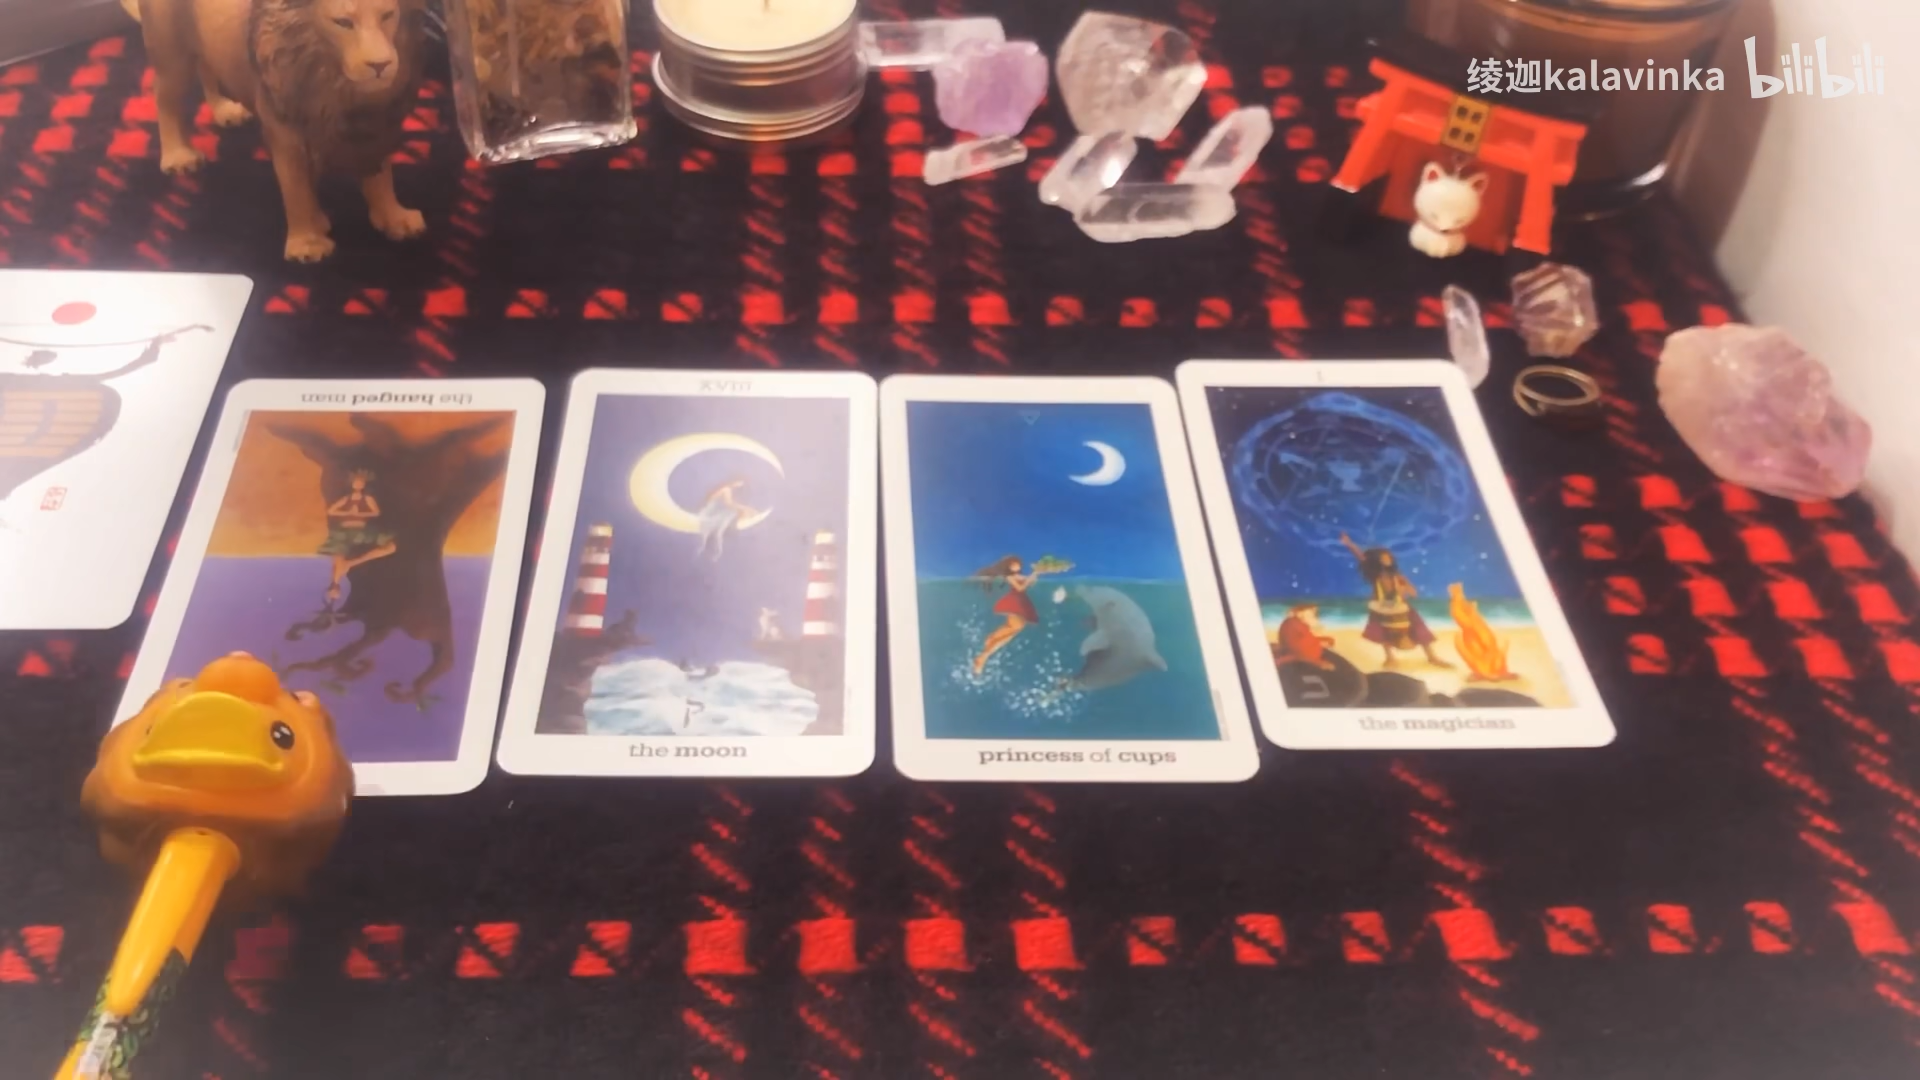 绫迦kalavinka bilibili
the hanged man
XVIII
the moon
ק
princess of cups
I
the magician